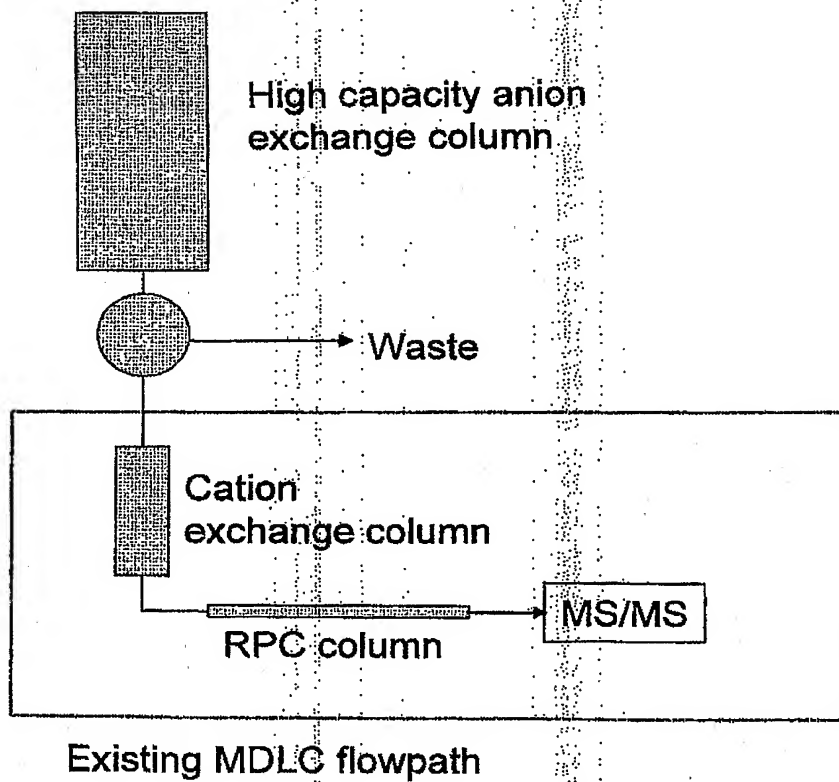 High capacity anion
exchange column
Waste
Cation
exchange column
RPC column
MS/MS
Existing MDLC flowpath